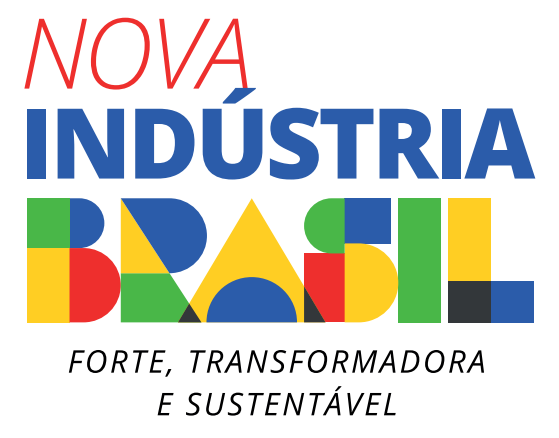 NOVA
INDÚSTRIA
BRASIL
FORTE, TRANSFORMADORA
E SUSTENTÁVEL